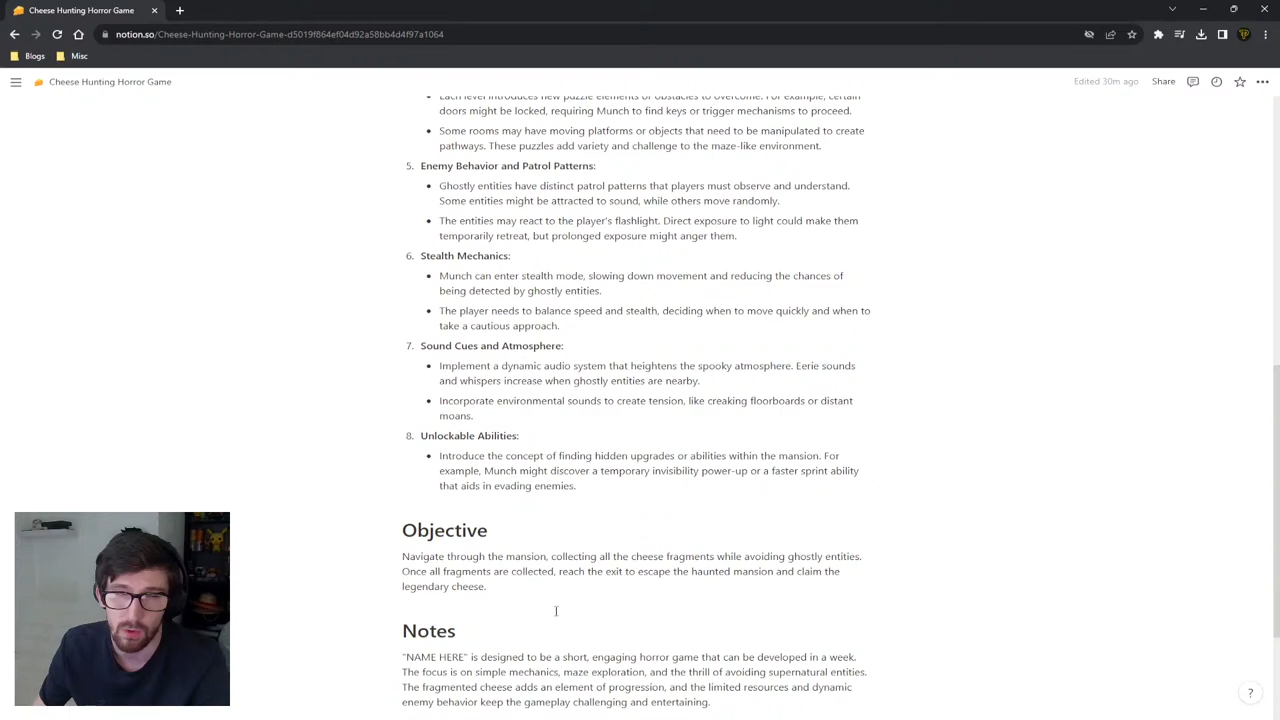 Cheese Hunting Horror Game
notion.so/Cheese-Hunting-Horror-Game-d5019f864ef04d92a58bb4d4f97a1064
Blogs
Misc
Cheese Hunting Horror Game
Edited 30m ago
Share
Each level introduces new puzzle elements or obstacles to overcome. For example, certain
doors might be locked, requiring Munch to find keys or trigger mechanisms to proceed.
Some rooms may have moving platforms or objects that need to be manipulated to create
pathways. These puzzles add variety and challenge to the maze-like environment.
5. Enemy Behavior and Patrol Patterns:
Ghostly entities have distinct patrol patterns that players must observe and understand.
Some entities might be attracted to sound, while others move randomly.
The entities may react to the player's flashlight. Direct exposure to light could make them
temporarily retreat, but prolonged exposure might anger them.
6. Stealth Mechanics:
Munch can enter stealth mode, slowing down movement and reducing the chances of
being detected by ghostly entities.
The player needs to balance speed and stealth, deciding when to move quickly and when to
take a cautious approach.
7. Sound Cues and Atmosphere:
Implement a dynamic audio system that heightens the spooky atmosphere. Eerie sounds
and whispers increase when ghostly entities are nearby.
Incorporate environmental sounds to create tension, like creaking floorboards or distant
moans.
8. Unlockable Abilities:
Introduce the concept of finding hidden upgrades or abilities within the mansion. For
example, Munch might discover a temporary invisibility power-up or a faster sprint ability
that aids in evading enemies.
Objective
Navigate through the mansion, collecting all the cheese fragments while avoiding ghostly entities.
Once all fragments are collected, reach the exit to escape the haunted mansion and claim the
legendary cheese.
Notes
"NAME HERE" is designed to be a short, engaging horror game that can be developed in a week.
The focus is on simple mechanics, maze exploration, and the thrill of avoiding supernatural entities.
The fragmented cheese adds an element of progression, and the limited resources and dynamic
enemy behavior keep the gameplay challenging and entertaining.
?